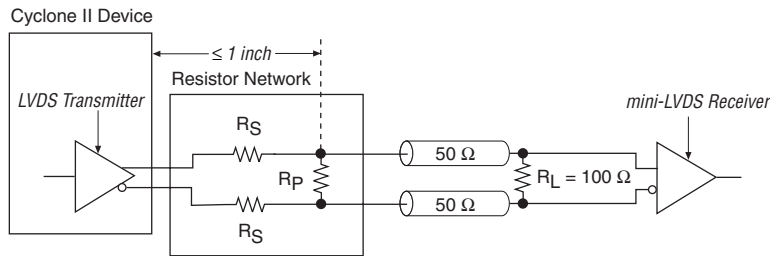 Cyclone II Device
≤ 1 inch
Resistor Network
LVDS Transmitter
mini-LVDS Receiver
RS
50 Ω
RP
RL = 100 Ω
50 Ω
RS